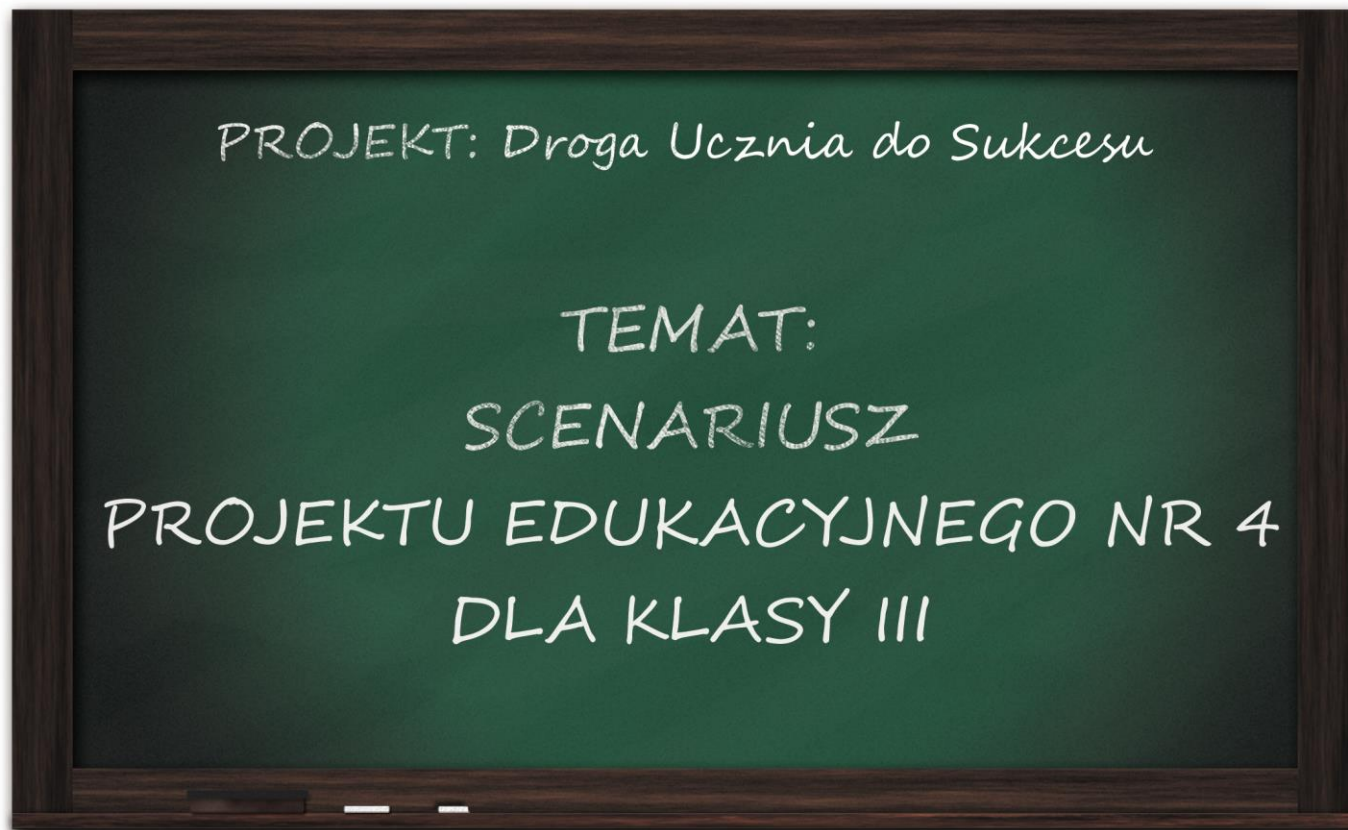 PROJEKT: Droga Ucznia do Sukcesu
TEMAT:
SCENARIUSZ
PROJEKTU EDUKACYJNEGO NR 4
DLA KLASY III